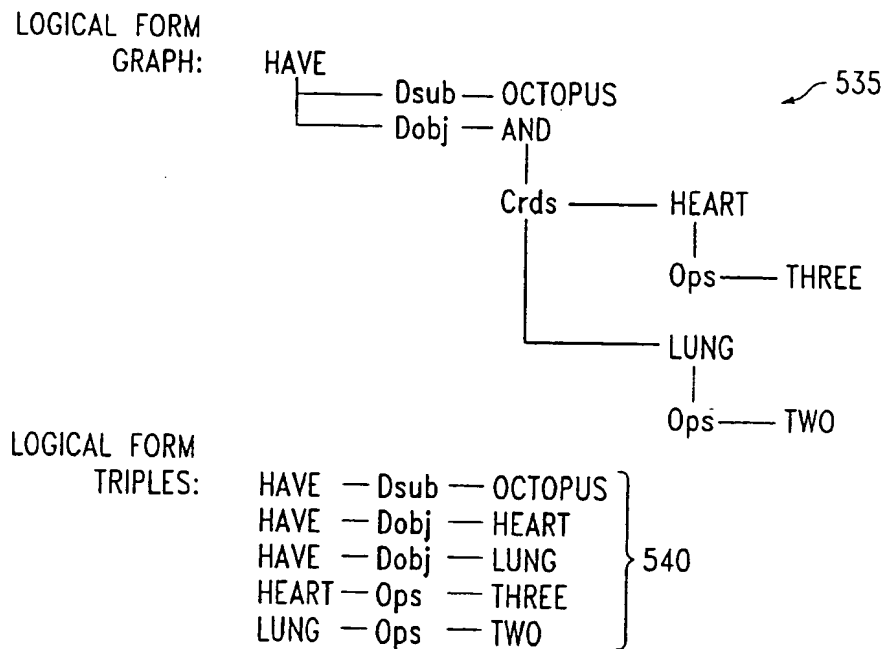 LOGICAL FORM
GRAPH: HAVE
535
Dsub — OCTOPUS
Dobj — AND
Crds — HEART
Ops — THREE
LUNG
Ops — TWO
LOGICAL FORM
TRIPLES:
HAVE — Dsub — OCTOPUS
HAVE — Dobj — HEART
HAVE — Dobj — LUNG
540
HEART — Ops — THREE
LUNG — Ops — TWO